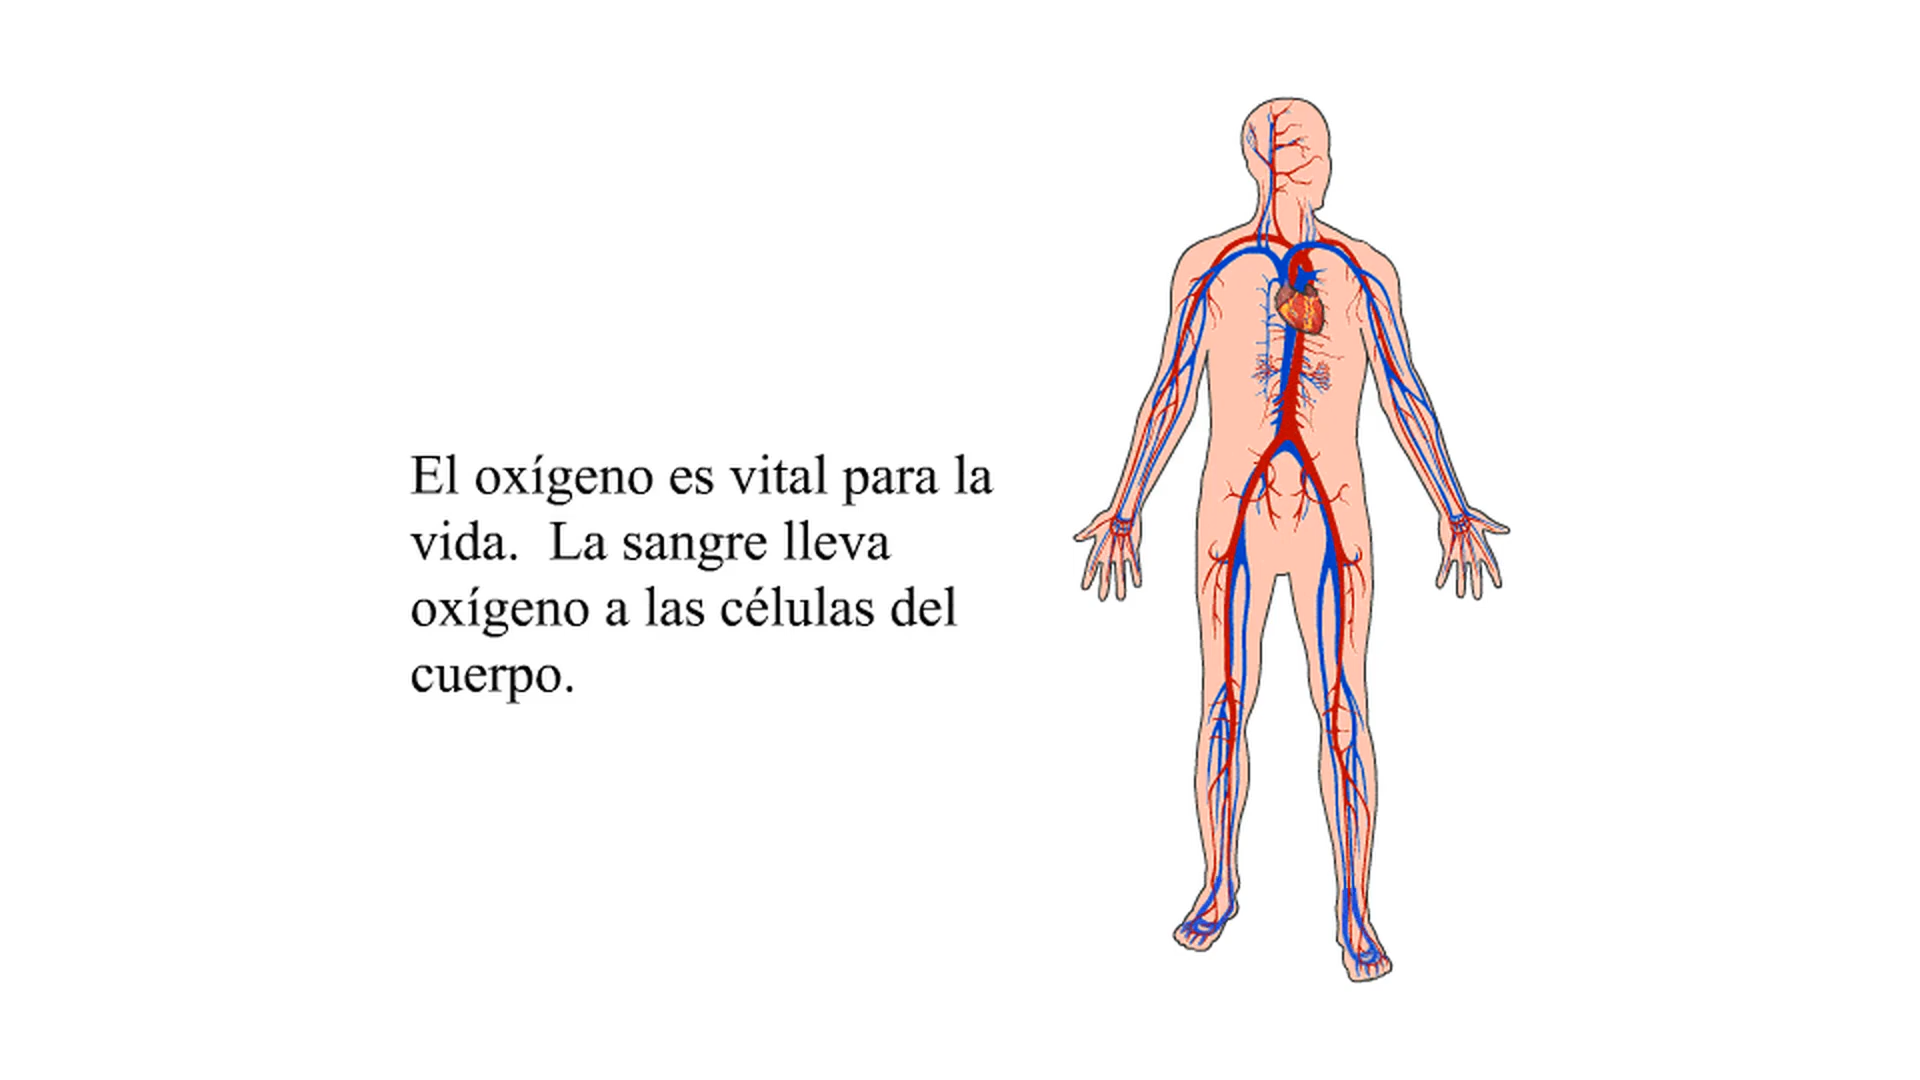 El oxígeno es vital para la
vida.  La sangre lleva
oxígeno a las células del
cuerpo.